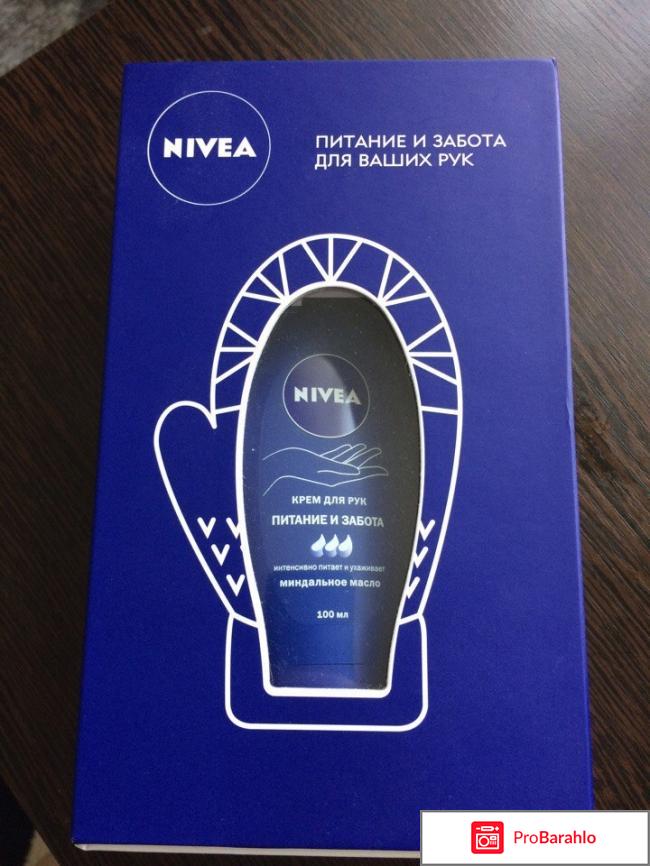 NIVEA
ПИТАНИЕ И ЗАБОТА
ДЛЯ ВАШИХ РУК
NIVEA
КРЕМ ДЛЯ РУК
ПИТАНИЕ И ЗАБОТА
интенсивно питает и ухаживает
миндальное масло
100 мл
ProBarahlo